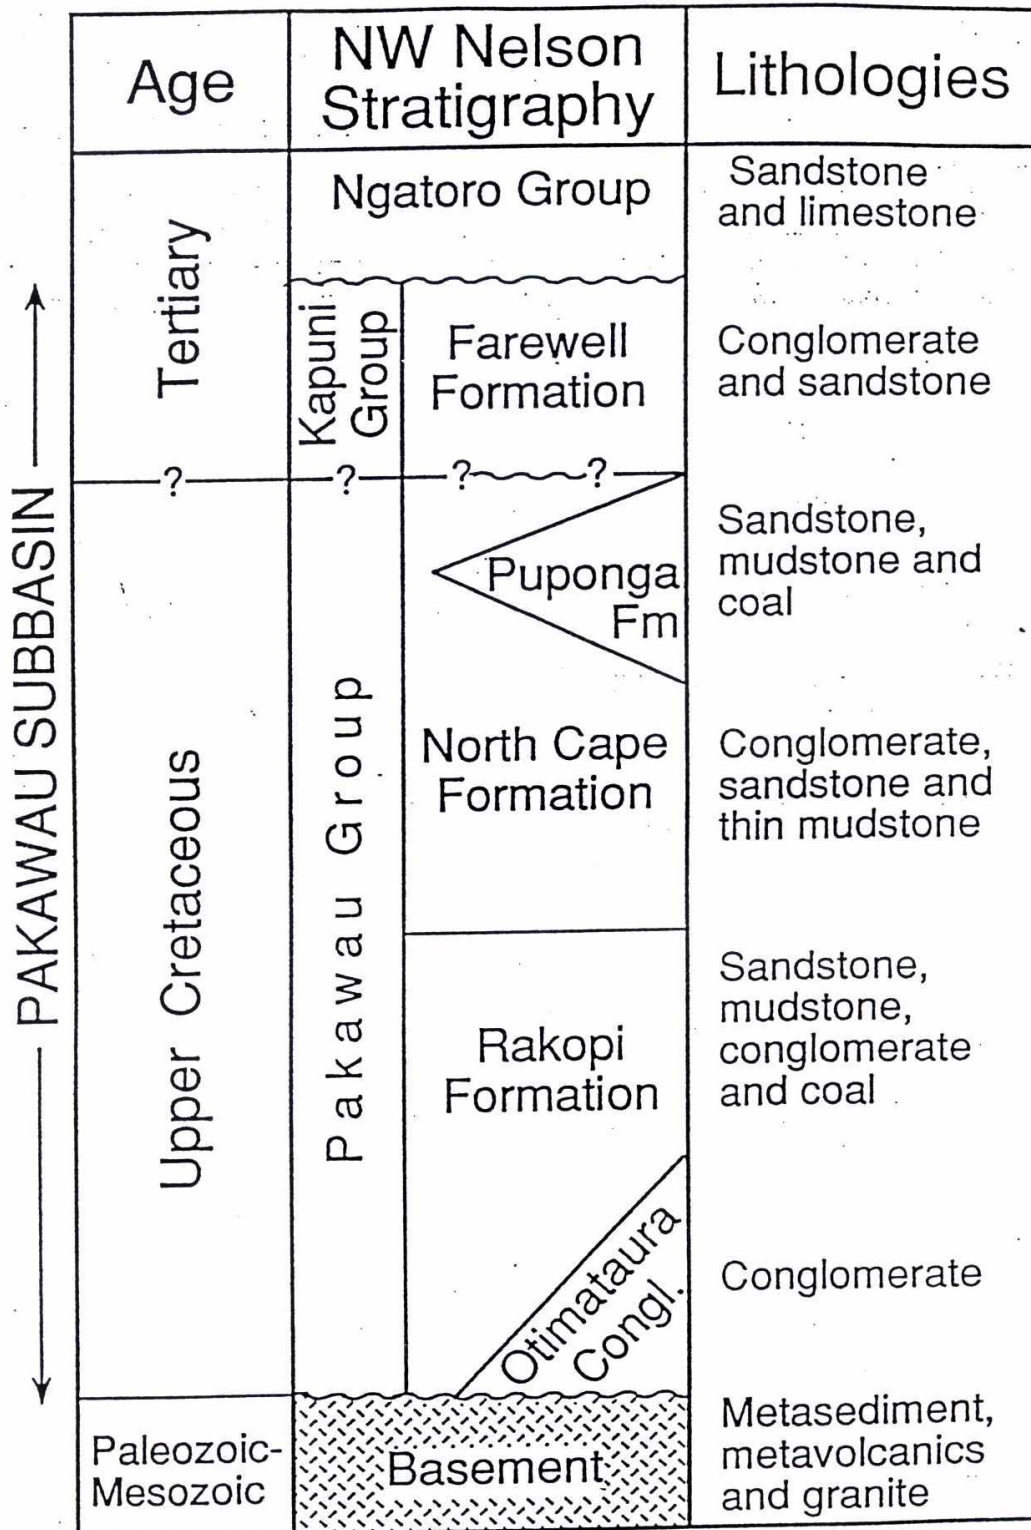 Age
NW Nelson
Stratigraphy
Lithologies
PAKAWAU SUBBASIN
Tertiary
Ngatoro Group
Sandstone
and limestone
Kapuni
Group
Farewell
Formation
Conglomerate
and sandstone
? ? ? ?
Upper Cretaceous
Pakawau Group
Puponga
Fm
Sandstone,
mudstone and
coal
North Cape
Formation
Conglomerate,
sandstone and
thin mudstone
Rakopi
Formation
Sandstone,
mudstone,
conglomerate
and coal
Otimataura
Congl.
Conglomerate
Paleozoic-
Mesozoic
Basement
Metasediment,
metavolcanics
and granite